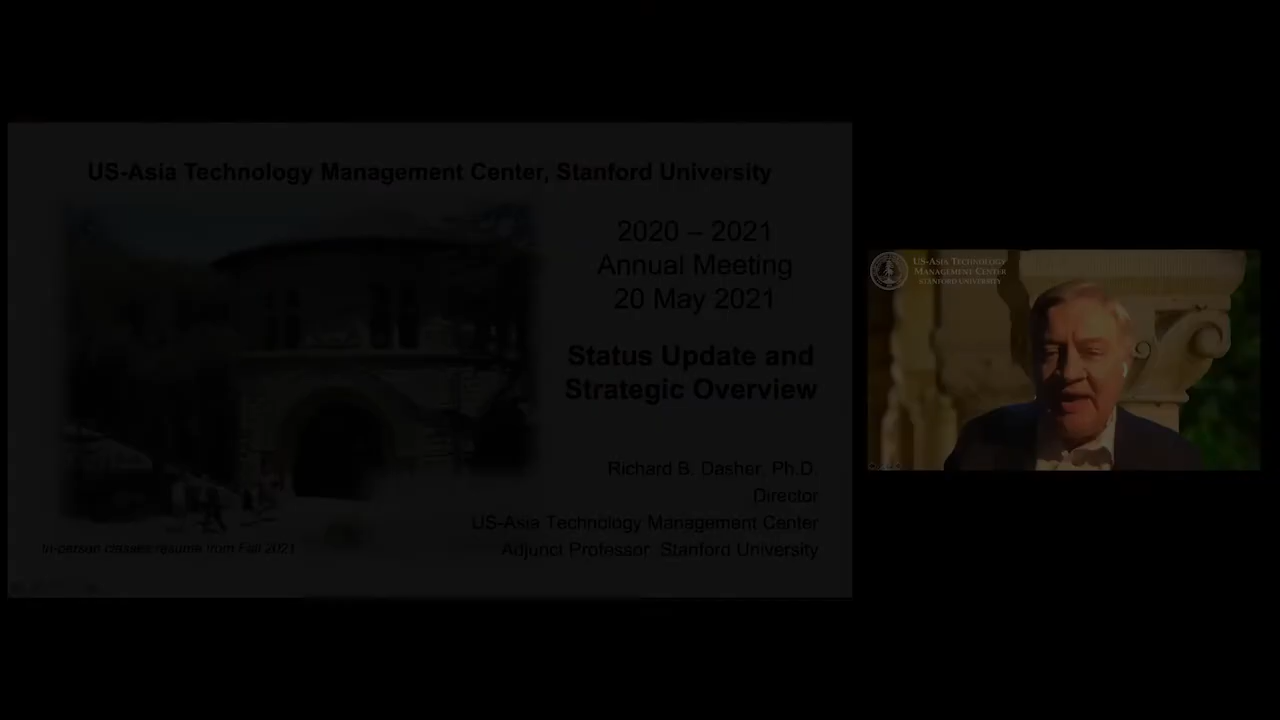 US-Asia Technology Management Center, Stanford University
2020 – 2021
Annual Meeting
20 May 2021
Status Update and
Strategic Overview
Richard B. Dasher, Ph.D.
Director
US-Asia Technology Management Center
Adjunct Professor, Stanford University
In-person classes resume from Fall 2021
US-ASIA TECHNOLOGY
MANAGEMENT CENTER
STANFORD UNIVERSITY